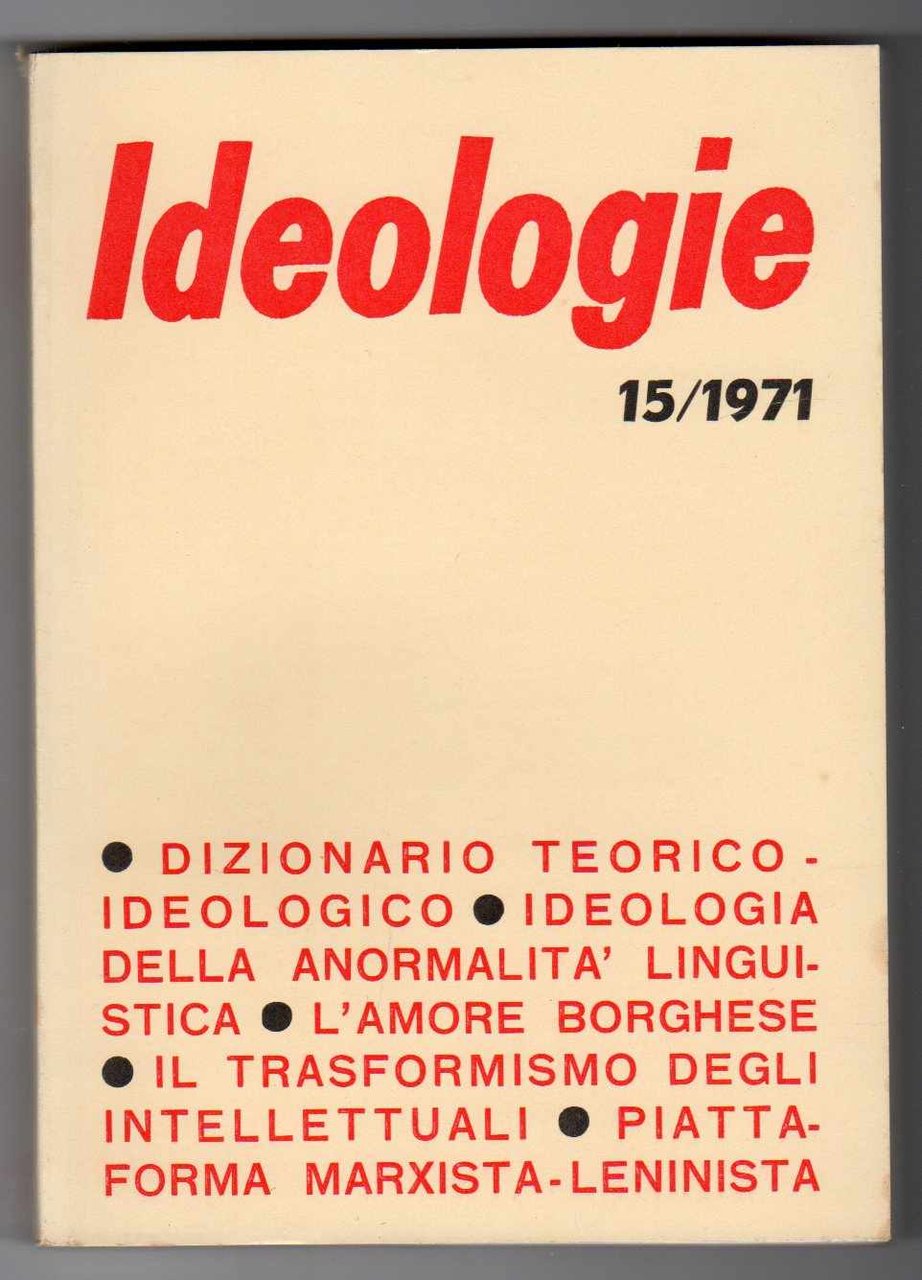 Ideologie
15/1971
● DIZIONARIO TEORICO-
IDEOLOGICO ● IDEOLOGIA
DELLA ANORMALITA' LINGUI-
STICA ● L'AMORE BORGHESE
● IL TRASFORMISMO DEGLI
INTELLETTUALI ● PIATTA-
FORMA MARXISTA-LENINISTA